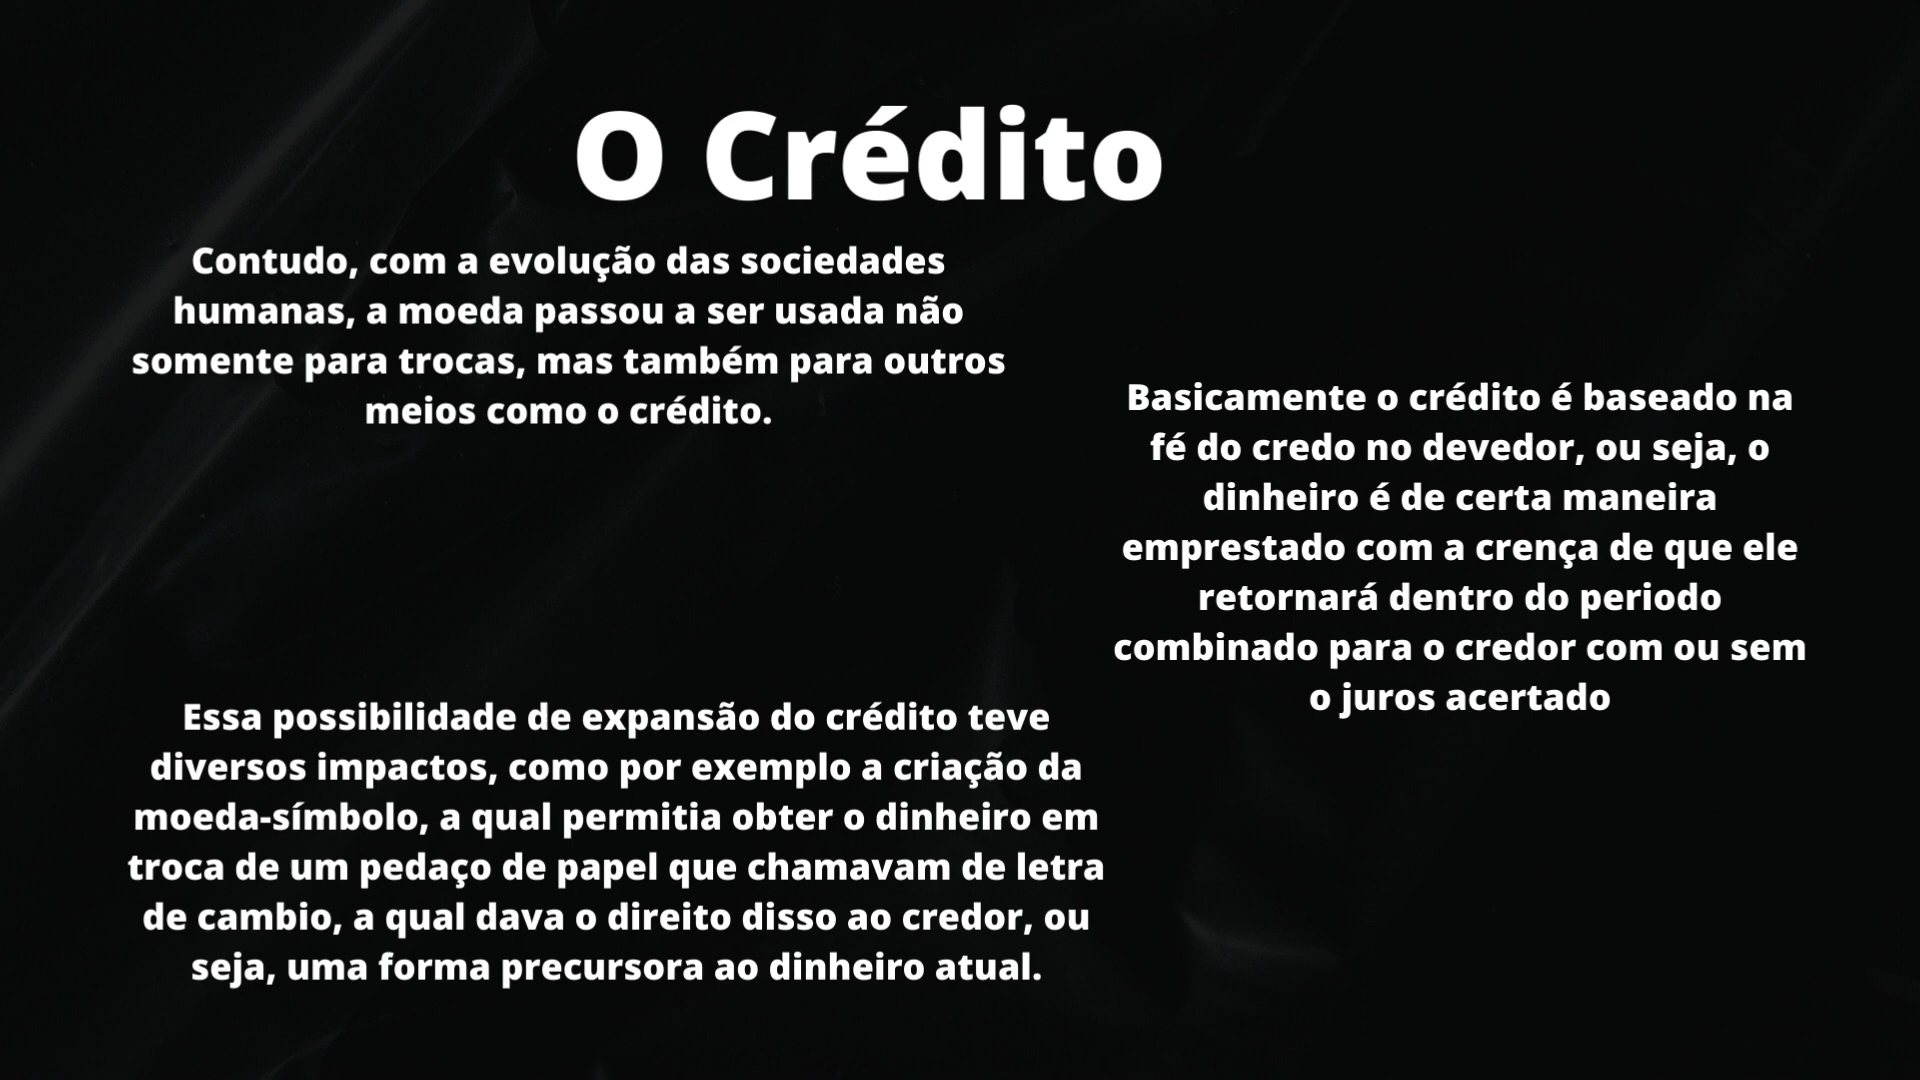 O Crédito
Contudo, com a evolução das sociedades
humanas, a moeda passou a ser usada não
somente para trocas, mas também para outros
meios como o crédito.
Basicamente o crédito é baseado na
fé do credo no devedor, ou seja, o
dinheiro é de certa maneira
emprestado com a crença de que ele
retornará dentro do periodo
combinado para o credor com ou sem
o juros acertado
Essa possibilidade de expansão do crédito teve
diversos impactos, como por exemplo a criação da
moeda-símbolo, a qual permitia obter o dinheiro em
troca de um pedaço de papel que chamavam de letra
de cambio, a qual dava o direito disso ao credor, ou
seja, uma forma precursora ao dinheiro atual.